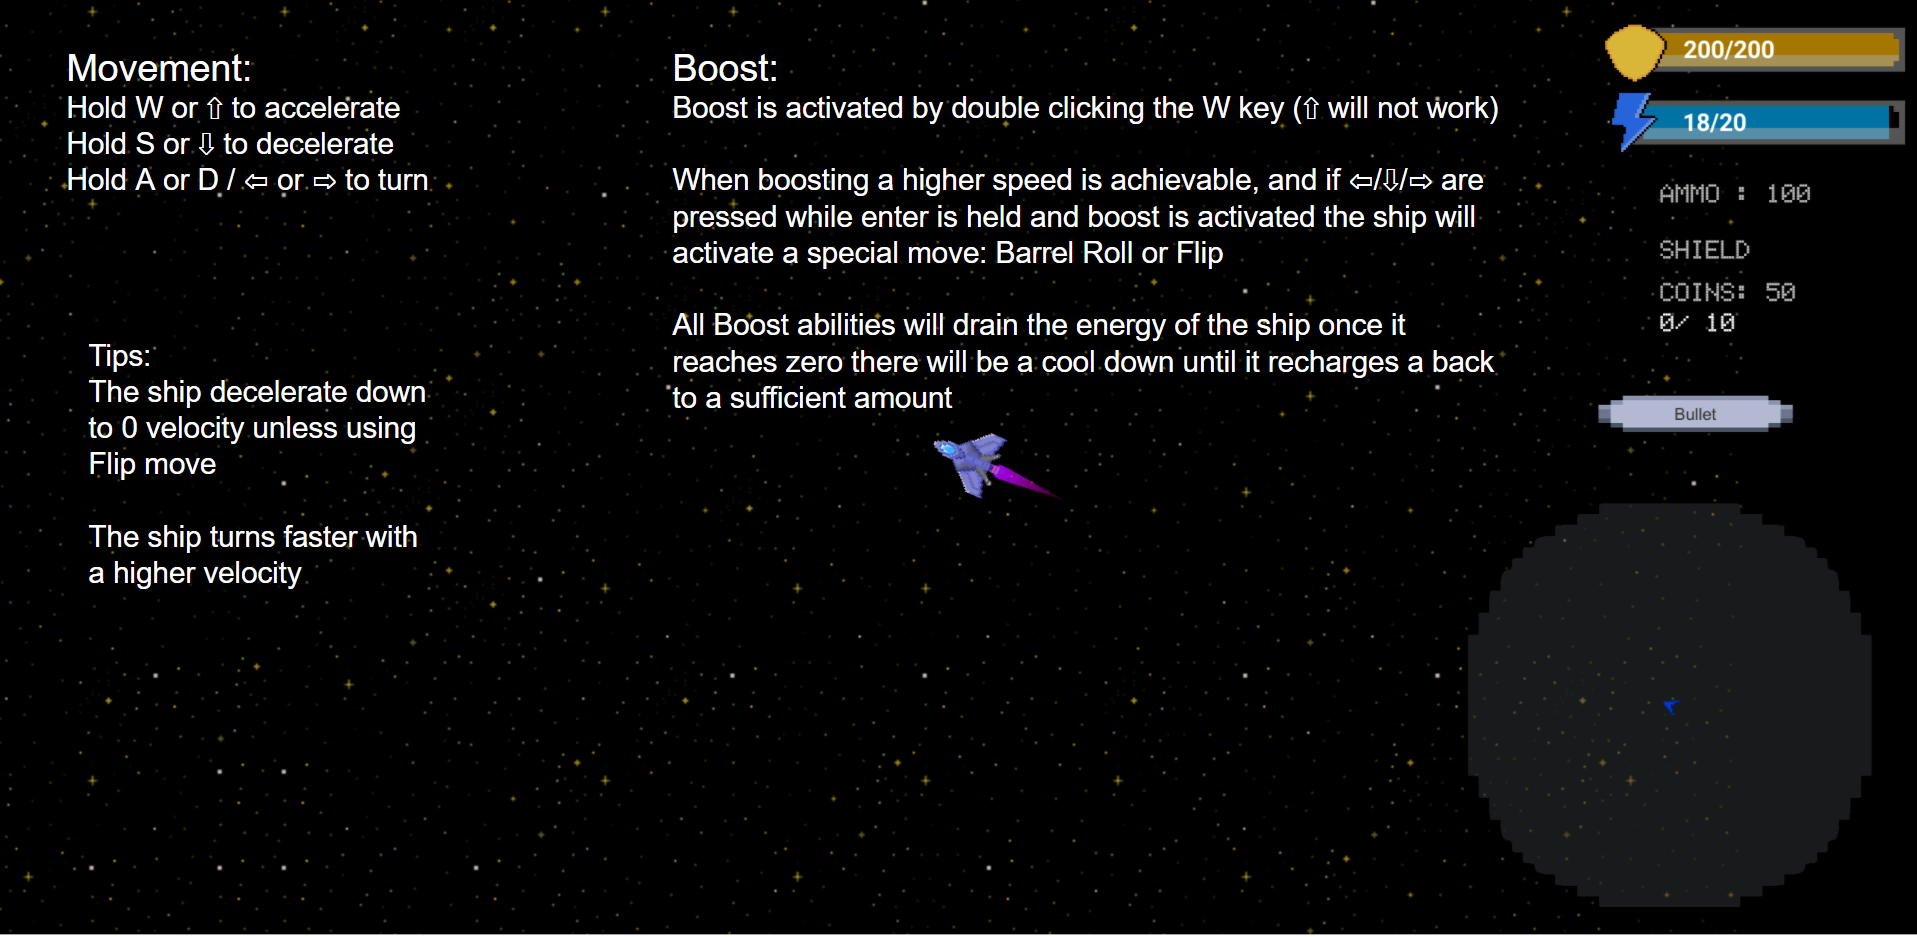 Movement:
Hold W or ⇧ to accelerate
Hold S or ⇩ to decelerate
Hold A or D / ⇦ or ⇨ to turn
Tips:
The ship decelerate down
to 0 velocity unless using
Flip move
The ship turns faster with
a higher velocity
Boost:
Boost is activated by double clicking the W key (⇧ will not work)
When boosting a higher speed is achievable, and if ⇦/⇩/⇨ are
pressed while enter is held and boost is activated the ship will
activate a special move: Barrel Roll or Flip
All Boost abilities will drain the energy of the ship once it
reaches zero there will be a cool down until it recharges a back
to a sufficient amount
200/200
18/20
AMMO : 100
SHIELD
COINS: 50
0/ 10
Bullet